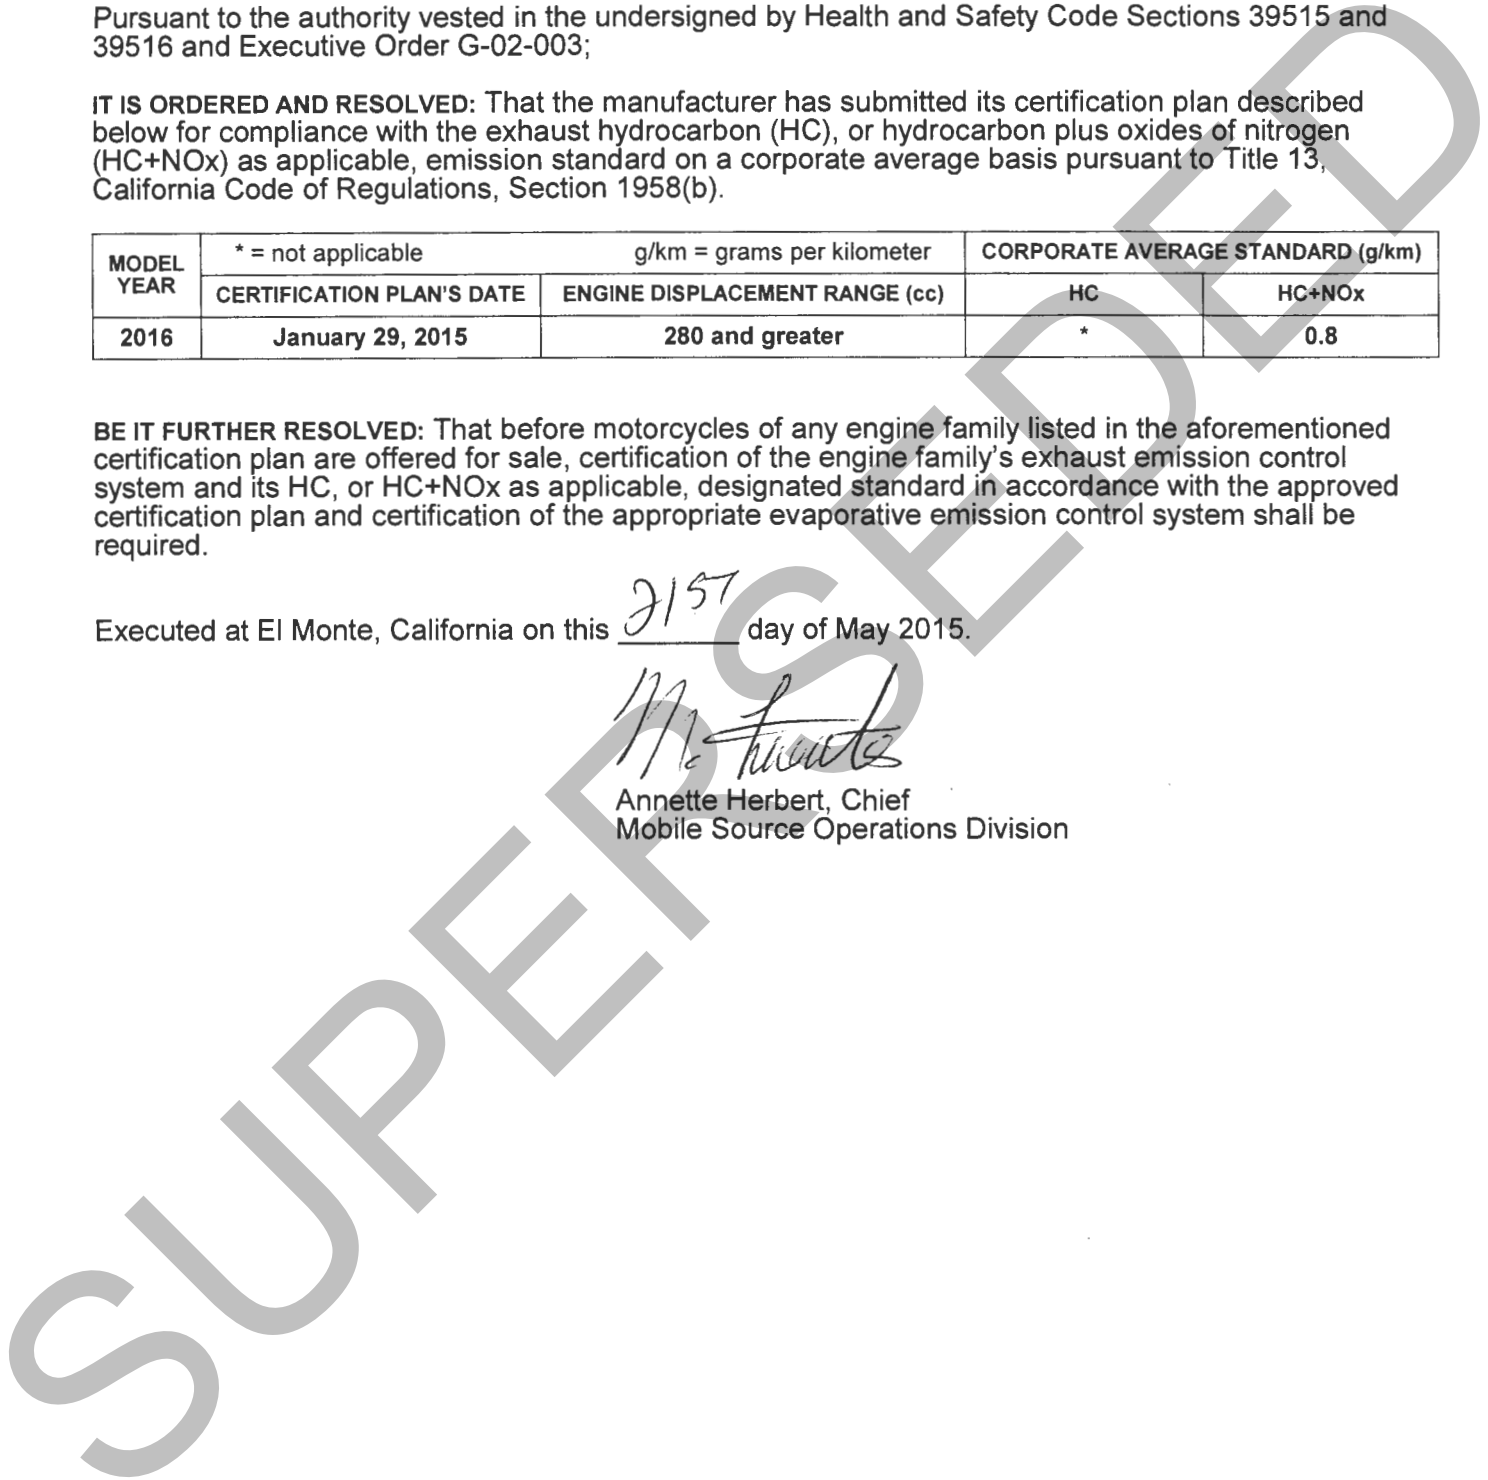 Pursuant to the authority vested in the undersigned by Health and Safety Code Sections 39515 and
39516 and Executive Order G-02-003;
IT IS ORDERED AND RESOLVED: That the manufacturer has submitted its certification plan described
below for compliance with the exhaust hydrocarbon (HC), or hydrocarbon plus oxides of nitrogen
(HC+NOx) as applicable, emission standard on a corporate average basis pursuant to Title 13,
California Code of Regulations, Section 1958(b).
MODEL YEAR
* = not applicable g/km = grams per kilometer CORPORATE AVERAGE STANDARD (g/km)
CERTIFICATION PLAN'S DATE ENGINE DISPLACEMENT RANGE (cc) HC HC+NOx
2016 January 29, 2015 280 and greater * 0.8
BE IT FURTHER RESOLVED: That before motorcycles of any engine family listed in the aforementioned
certification plan are offered for sale, certification of the engine family's exhaust emission control
system and its HC, or HC+NOx as applicable, designated standard in accordance with the approved
certification plan and certification of the appropriate evaporative emission control system shall be
required.
Executed at El Monte, California on this 21ST day of May 2015.
Annette Herbert, Chief
Mobile Source Operations Division
SUPERSEDED